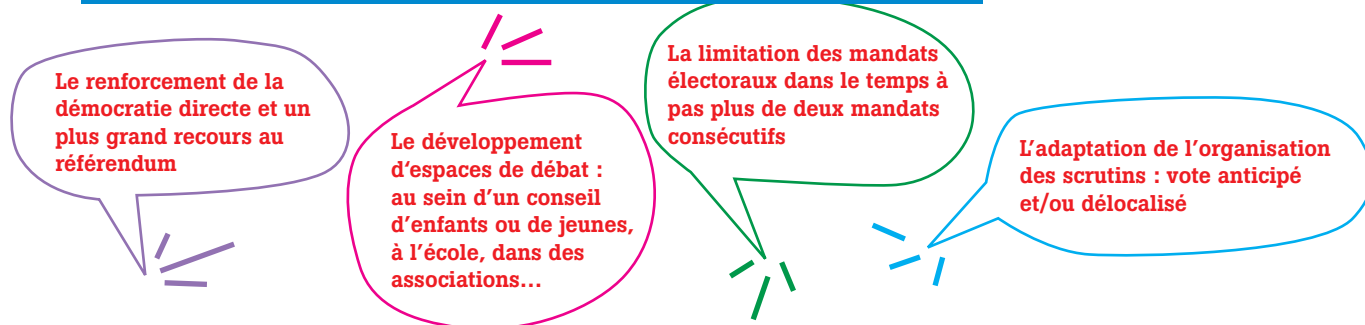 Le renforcement de la
démocratie directe et un
plus grand recours au
référendum
Le développement
d'espaces de débat :
au sein d'un conseil
d'enfants ou de jeunes,
à l'école, dans des
associations...
La limitation des mandats
électoraux dans le temps à
pas plus de deux mandats
consécutifs
L'adaptation de l'organisation
des scrutins : vote anticipé
et/ou délocalisé